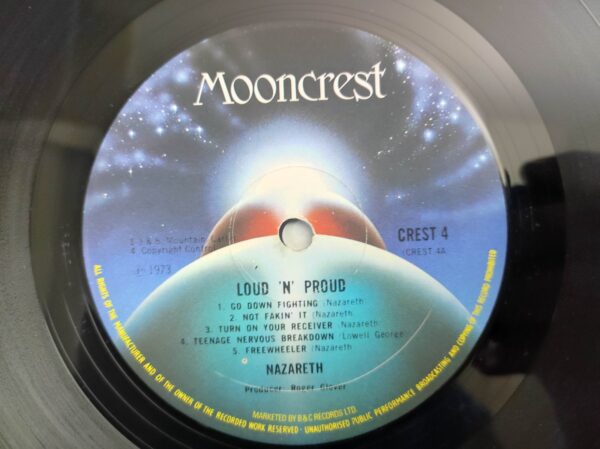 Mooncrest
1, 3 & 5, Mountain
4, Copyright Control
℗ 1973
CREST 4
(CREST 4A
LOUD 'N' PROUD
1. GO DOWN FIGHTING (Nazareth)
2. NOT FAKIN' IT (Nazareth)
3. TURN ON YOUR RECEIVER (Nazareth)
4. TEENAGE NERVOUS BREAKDOWN (Lowell George)
5. FREEWHEELER (Nazareth)
NAZARETH
Producer: Roger Glover
MARKETED BY B&C RECORDS LTD.
ALL RIGHTS OF THE MANUFACTURER AND OF THE OWNER OF THE RECORDED WORK RESERVED · UNAUTHORISED PUBLIC PERFORMANCE BROADCASTING AND COPYING OF THIS RECORD PROHIBITED